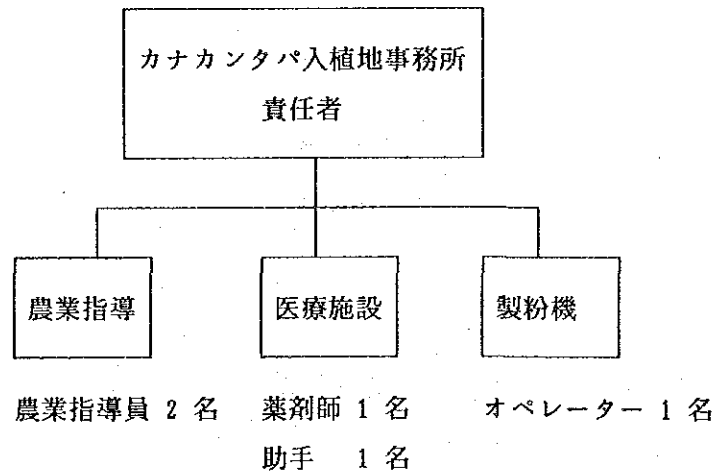 カナカンタパ入植地事務所
責任者
農業指導
医療施設
製粉機
農業指導員 2 名
薬剤師 1 名
オペレーター 1 名
助手 1 名